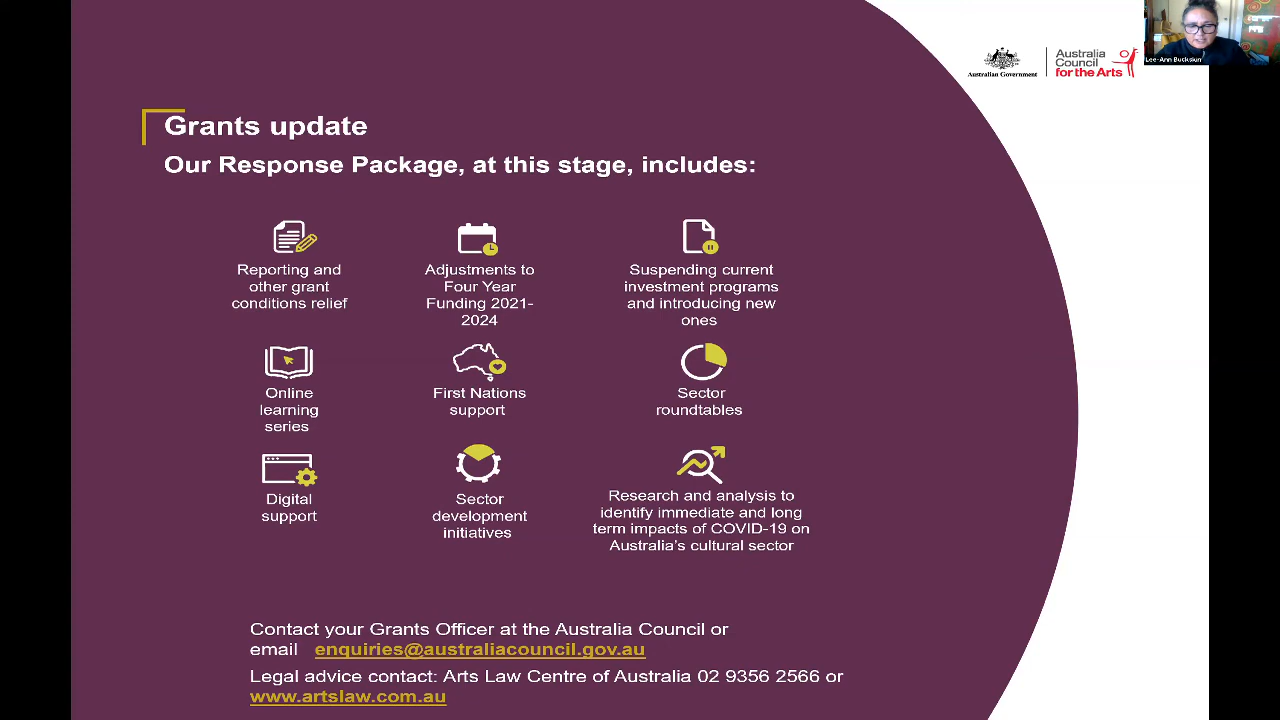 Australian Government
Australia
Council
for the Arts
Lee-Ann Buckskin
Grants update
Our Response Package, at this stage, includes:
Reporting and
other grant
conditions relief
Adjustments to
Four Year
Funding 2021-
2024
Suspending current
investment programs
and introducing new
ones
Online
learning
series
First Nations
support
Sector
roundtables
Digital
support
Sector
development
initiatives
Research and analysis to
identify immediate and long
term impacts of COVID-19 on
Australia's cultural sector
Contact your Grants Officer at the Australia Council or
email enquiries@australiacouncil.gov.au
Legal advice contact: Arts Law Centre of Australia 02 9356 2566 or
www.artslaw.com.au